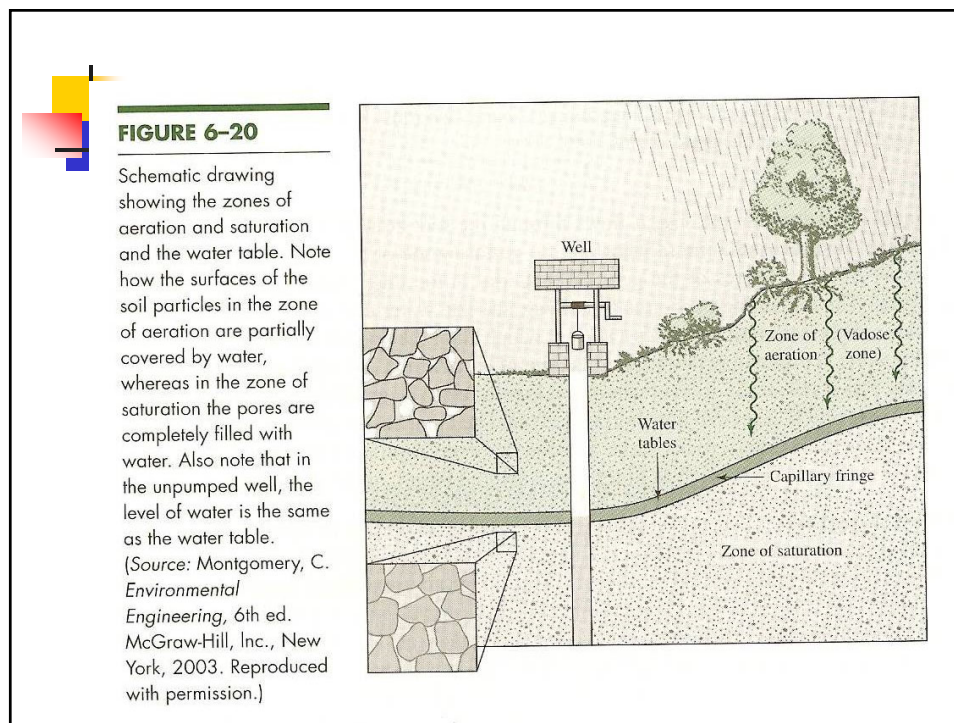 FIGURE 6–20
Schematic drawing
showing the zones of
aeration and saturation
and the water table. Note
how the surfaces of the
soil particles in the zone
of aeration are partially
covered by water,
whereas in the zone of
saturation the pores are
completely filled with
water. Also note that in
the unpumped well, the
level of water is the same
as the water table.
(Source: Montgomery, C.
Environmental
Engineering, 6th ed.
McGraw-Hill, Inc., New
York, 2003. Reproduced
with permission.)
Well
Zone of
aeration
(Vadose
zone)
Water
tables
Capillary fringe
Zone of saturation